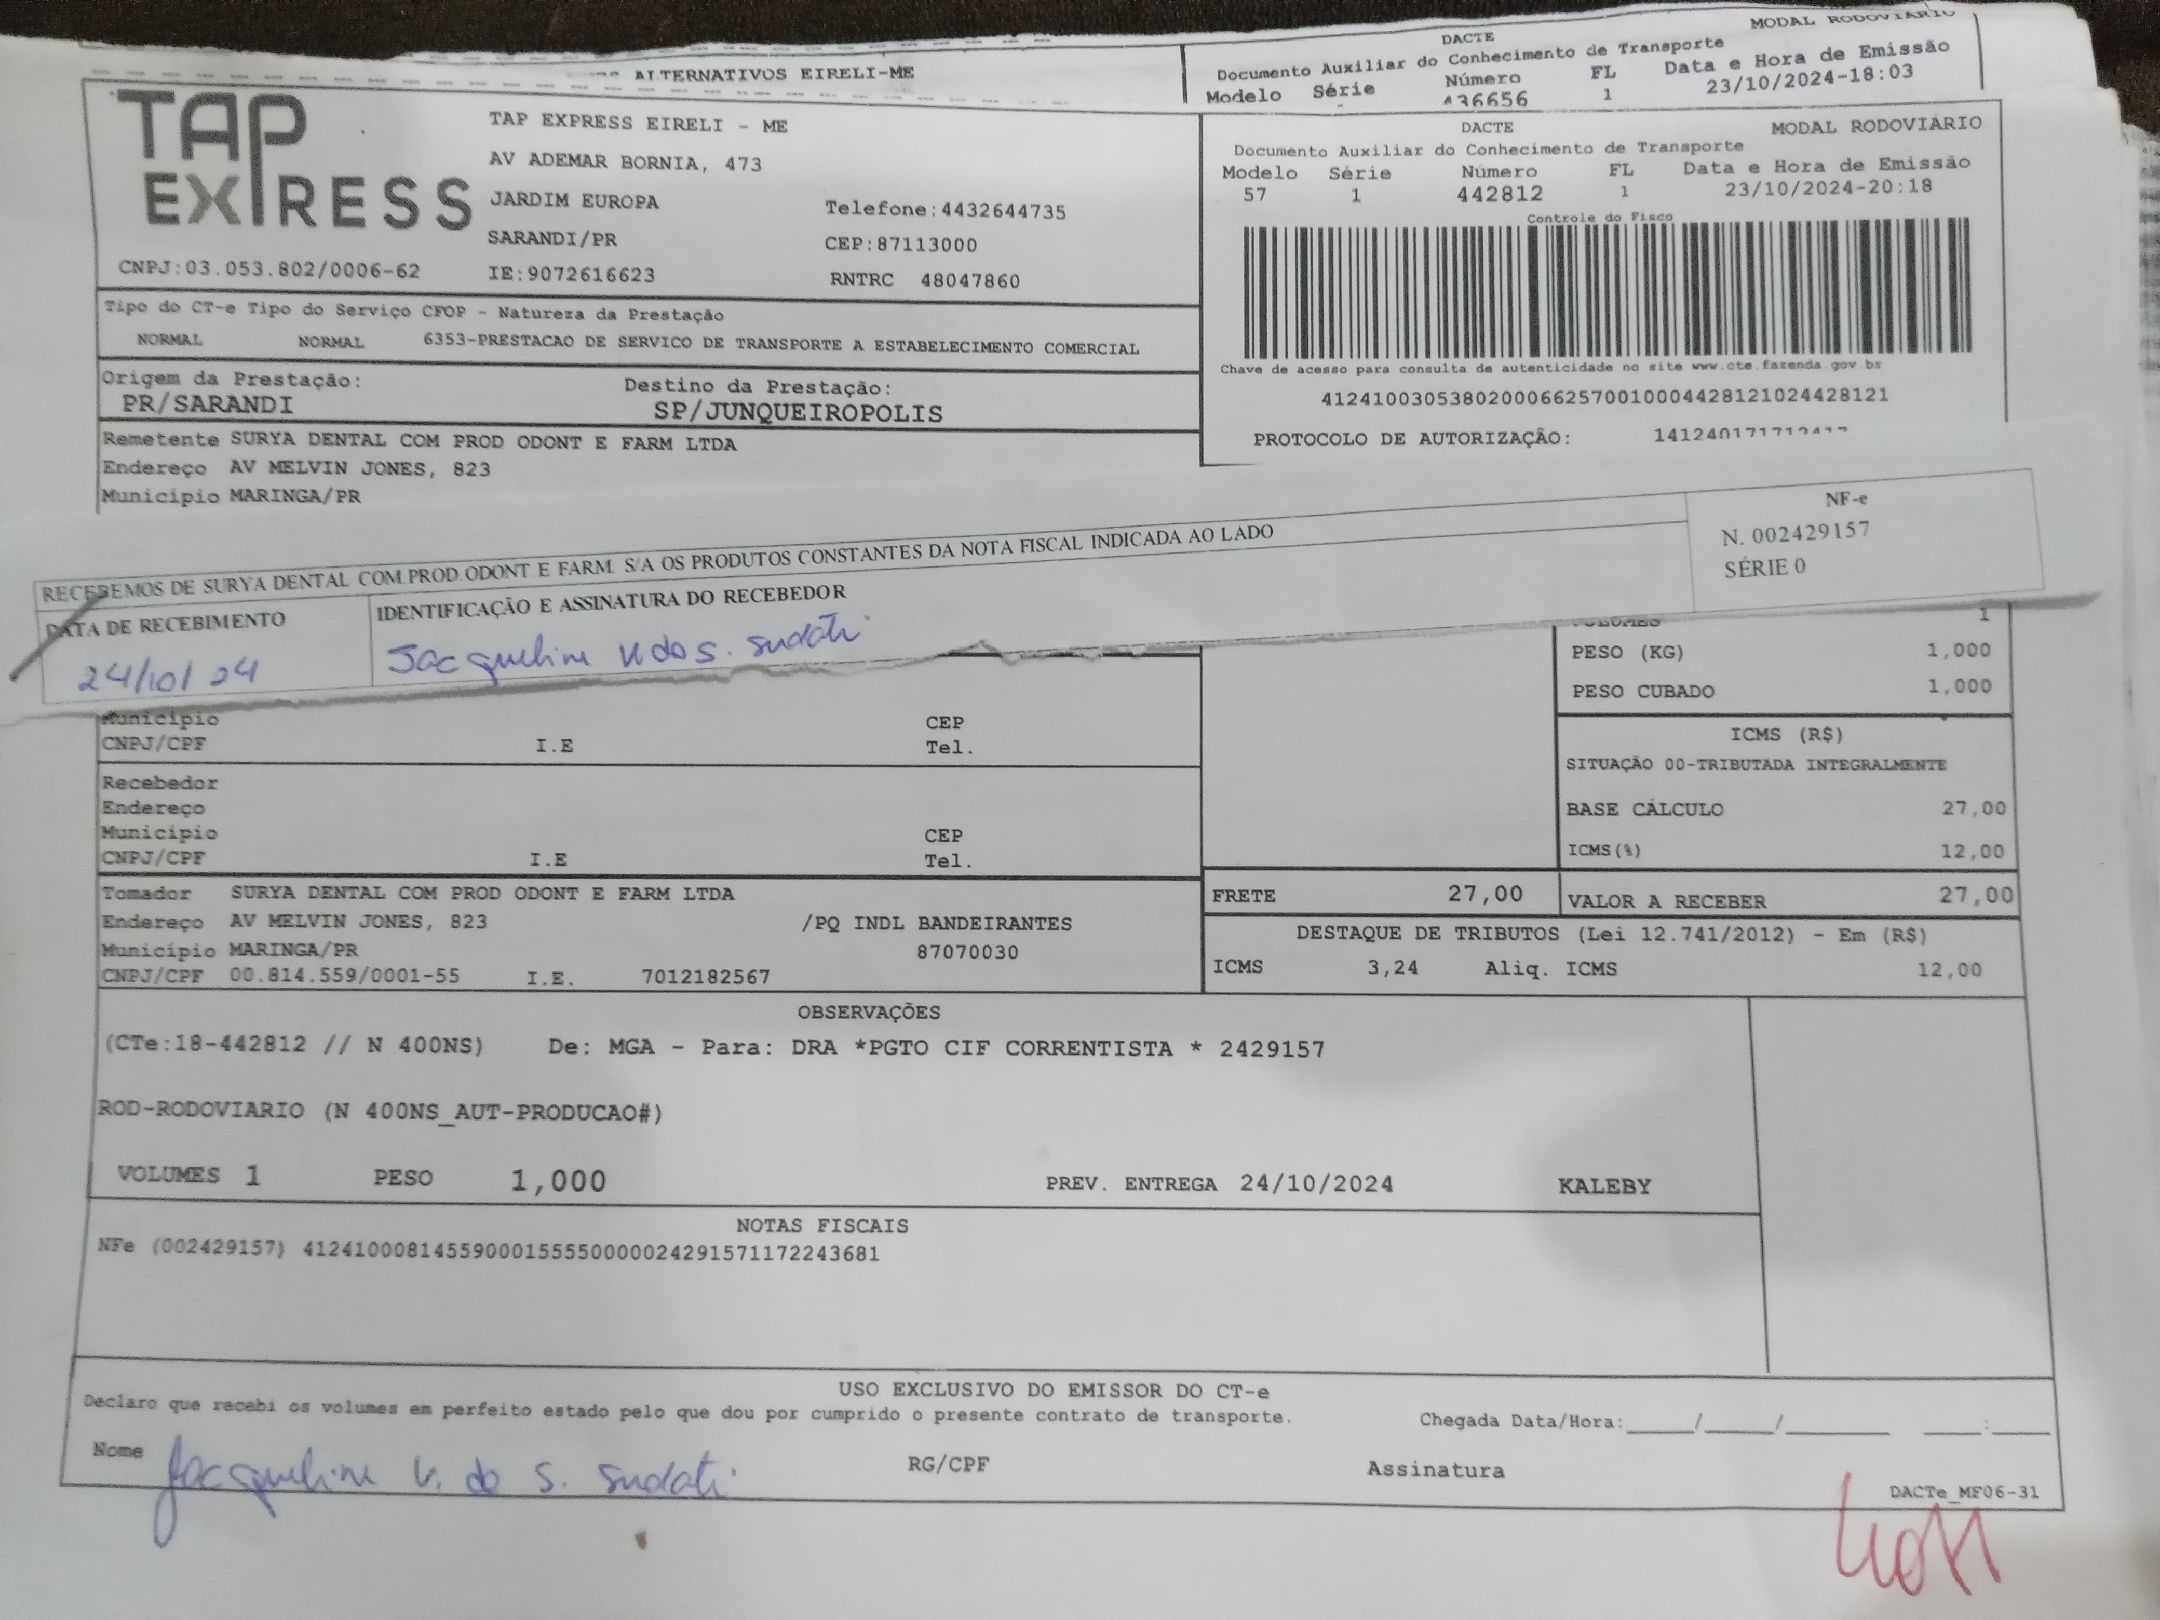 ALTERNATIVOS EIRELI-ME
DACTE
MODAL RODOVIÁRIO
Documento Auxiliar do Conhecimento de Transporte
Modelo Série Número FL Data e Hora de Emissão
436656 1 23/10/2024-18:03
TAP EXPRESS
TAP EXPRESS EIRELI - ME
AV ADEMAR BORNIA, 473
JARDIM EUROPA
Telefone:4432644735
SARANDI/PR
CEP:87113000
CNPJ:03.053.802/0006-62
IE:9072616623
RNTRC 48047860
DACTE
MODAL RODOVIÁRIO
Documento Auxiliar do Conhecimento de Transporte
Modelo Série Número FL Data e Hora de Emissão
57 1 442812 1 23/10/2024-20:18
Controle do Fisco
Chave de acesso para consulta de autenticidade no site www.cte.fazenda.gov.br
41241003053802000662570010004428121024428121
PROTOCOLO DE AUTORIZAÇÃO:
Tipo do CT-e Tipo do Serviço CFOP - Natureza da Prestação
NORMAL NORMAL 6353-PRESTACAO DE SERVICO DE TRANSPORTE A ESTABELECIMENTO COMERCIAL
Origem da Prestação: Destino da Prestação:
PR/SARANDI SP/JUNQUEIROPOLIS
Remetente SURYA DENTAL COM PROD ODONT E FARM LTDA
Endereço AV MELVIN JONES, 823
Município MARINGA/PR
RECEBEMOS DE SURYA DENTAL COM.PROD.ODONT.E FARM. S/A OS PRODUTOS CONSTANTES DA NOTA FISCAL INDICADA AO LADO
DATA DE RECEBIMENTO
IDENTIFICAÇÃO E ASSINATURA DO RECEBEDOR
24/10/24
Jacqueline V. do S. Sudati
NF-e
N. 002429157
SÉRIE 0
VOLUMES 1
PESO (KG) 1,000
PESO CUBADO 1,000
Município CEP
CNPJ/CPF I.E Tel.
ICMS (R$)
SITUAÇÃO 00-TRIBUTADA INTEGRALMENTE
BASE CÁLCULO 27,00
ICMS(%) 12,00
Recebedor
Endereço
Município CEP
CNPJ/CPF I.E Tel.
Tomador SURYA DENTAL COM PROD ODONT E FARM LTDA
Endereço AV MELVIN JONES, 823 /PQ INDL BANDEIRANTES
Município MARINGA/PR 87070030
CNPJ/CPF 00.814.559/0001-55 I.E. 7012182567
FRETE 27,00 VALOR A RECEBER 27,00
DESTAQUE DE TRIBUTOS (Lei 12.741/2012) - Em (R$)
ICMS 3,24 Aliq. ICMS 12,00
OBSERVAÇÕES
(CTe:18-442812 // N 400NS) De: MGA - Para: DRA *PGTO CIF CORRENTISTA * 2429157
ROD-RODOVIARIO (N 400NS_AUT-PRODUCAO#)
VOLUMES 1 PESO 1,000 PREV. ENTREGA 24/10/2024 KALEBY
NOTAS FISCAIS
NFe (002429157) 41241000814559000155550000024291571172243681
USO EXCLUSIVO DO EMISSOR DO CT-e
Declaro que recebi os volumes em perfeito estado pelo que dou por cumprido o presente contrato de transporte.
Chegada Data/Hora:_____/_____/________ ____:____
Nome Jacqueline V. do S. Sudati RG/CPF Assinatura
DACTe_MF06-31